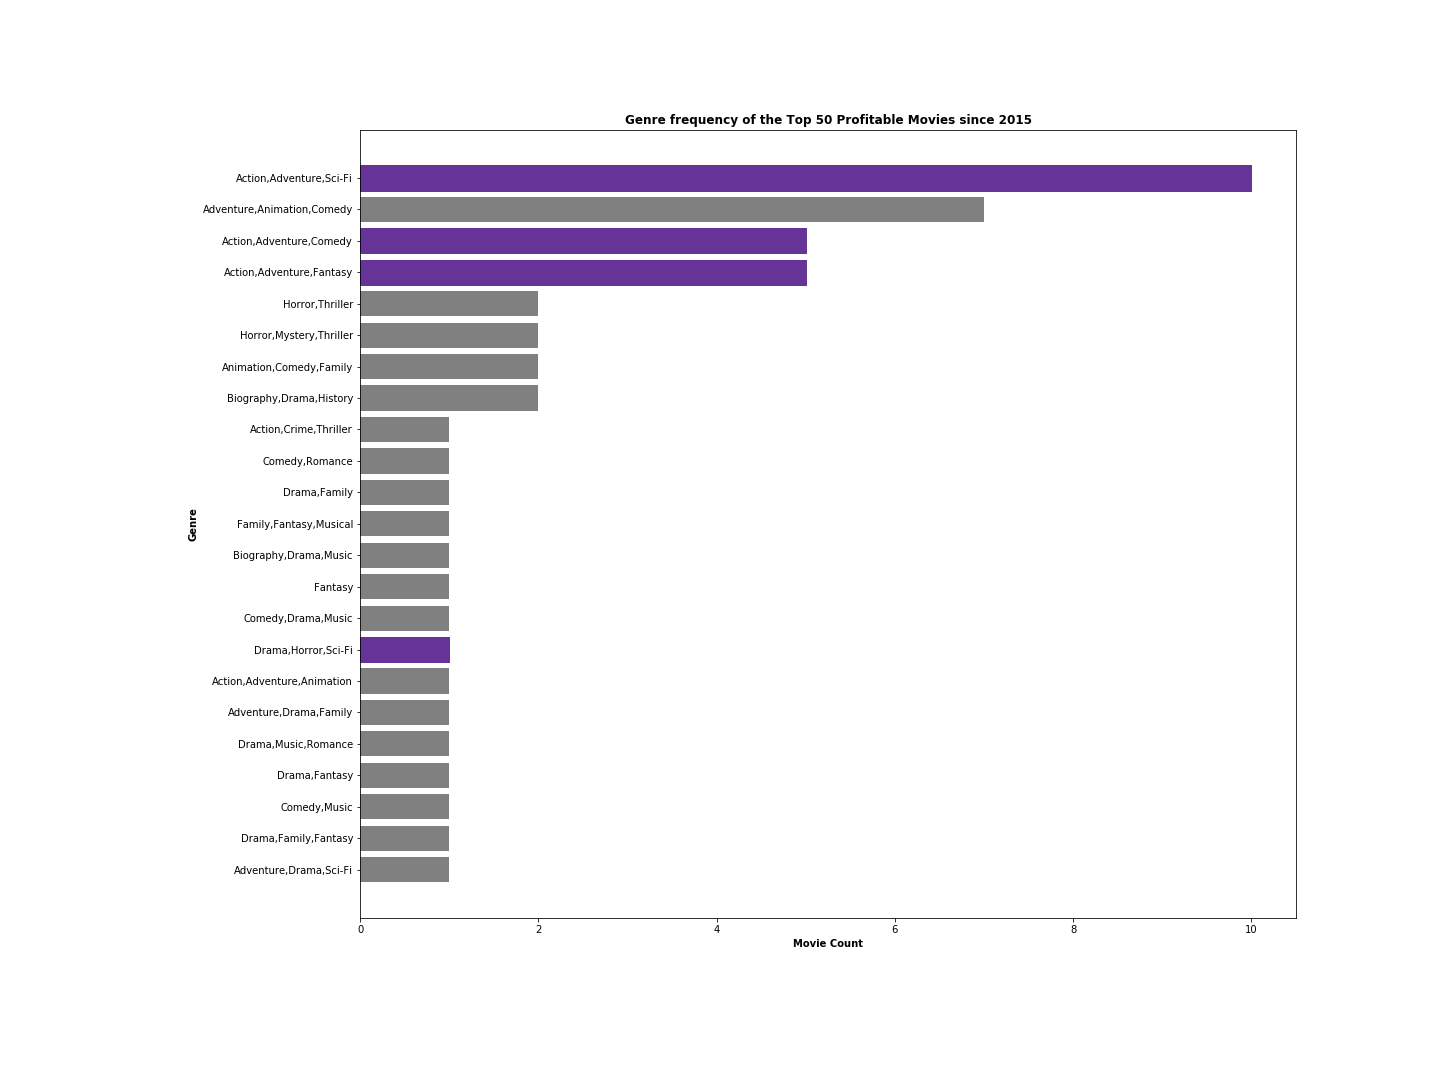 Genre frequency of the Top 50 Profitable Movies since 2015
Action,Adventure,Sci-Fi
Adventure,Animation,Comedy
Action,Adventure,Comedy
Action,Adventure,Fantasy
Horror,Thriller
Horror,Mystery,Thriller
Animation,Comedy,Family
Biography,Drama,History
Action,Crime,Thriller
Comedy,Romance
Drama,Family
Family,Fantasy,Musical
Biography,Drama,Music
Fantasy
Comedy,Drama,Music
Drama,Horror,Sci-Fi
Action,Adventure,Animation
Adventure,Drama,Family
Drama,Music,Romance
Drama,Fantasy
Comedy,Music
Drama,Family,Fantasy
Adventure,Drama,Sci-Fi
Genre
0 2 4 6 8 10
Movie Count